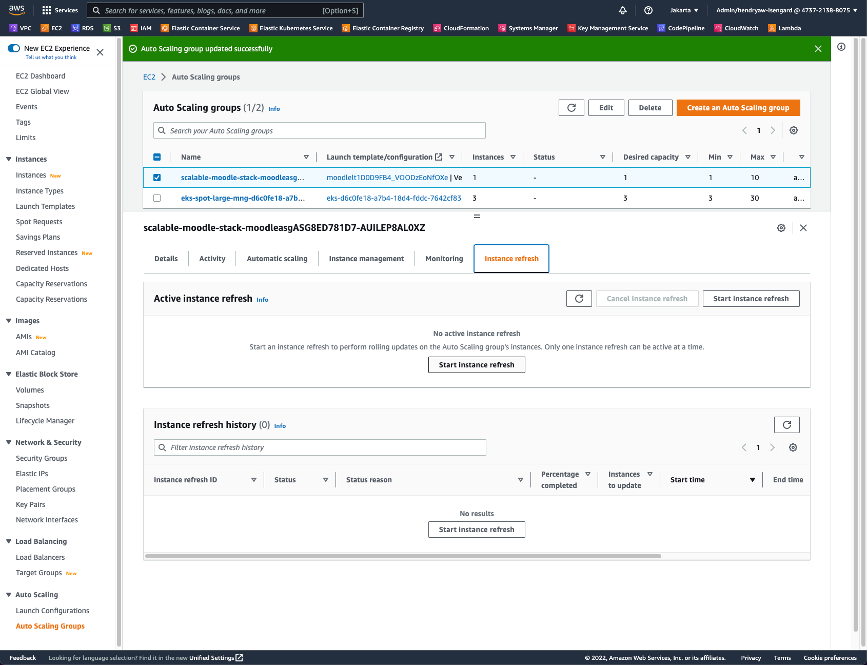 aws
Services
Search for services, features, blogs, docs, and more
[Option+S]
Jakarta
Admin/hendryaw-isengard @ 4737-2138-8075
VPC
EC2
RDS
S3
IAM
Elastic Container Service
Elastic Kubernetes Service
Elastic Container Registry
CloudFormation
Systems Manager
Key Management Service
CodePipeline
CloudWatch
Lambda
New EC2 Experience
Tell us what you think
EC2 Dashboard
EC2 Global View
Events
Tags
Limits
Instances
Instances New
Instance Types
Launch Templates
Spot Requests
Savings Plans
Reserved Instances New
Dedicated Hosts
Capacity Reservations
Capacity Reservations
Images
AMIs New
AMI Catalog
Elastic Block Store
Volumes
Snapshots
Lifecycle Manager
Network & Security
Security Groups
Elastic IPs
Placement Groups
Key Pairs
Network Interfaces
Load Balancing
Load Balancers
Target Groups New
Auto Scaling
Launch Configurations
Auto Scaling Groups
Auto Scaling group updated successfully
EC2
Auto Scaling groups
Auto Scaling groups (1/2) Info
Edit
Delete
Create an Auto Scaling group
Search your Auto Scaling groups
1
Name
Launch template/configuration
Instances
Status
Desired capacity
Min
Max
scalable-moodle-stack-moodleasg... moodlelt1D0D9FB4_VOODzEoNfOXe | Ve 1 - 1 1 10 a...
eks-spot-large-mng-d6c0fe18-a7b... eks-d6c0fe18-a7b4-18d4-fddc-7642cf83 3 - 3 3 30 a...
scalable-moodle-stack-moodleasgASG8ED781D7-AUILEP8AL0XZ
Details
Activity
Automatic scaling
Instance management
Monitoring
Instance refresh
Active instance refresh Info
Cancel instance refresh
Start instance refresh
No active instance refresh
Start an instance refresh to perform rolling updates on the Auto Scaling group's instances. Only one instance refresh can be active at a time.
Start instance refresh
Instance refresh history (0) Info
Filter instance refresh history
1
Instance refresh ID
Status
Status reason
Percentage completed
Instances to update
Start time
End time
No results
Start instance refresh
Feedback
Looking for language selection? Find it in the new Unified Settings
© 2022, Amazon Web Services, Inc. or its affiliates.
Privacy
Terms
Cookie preferences